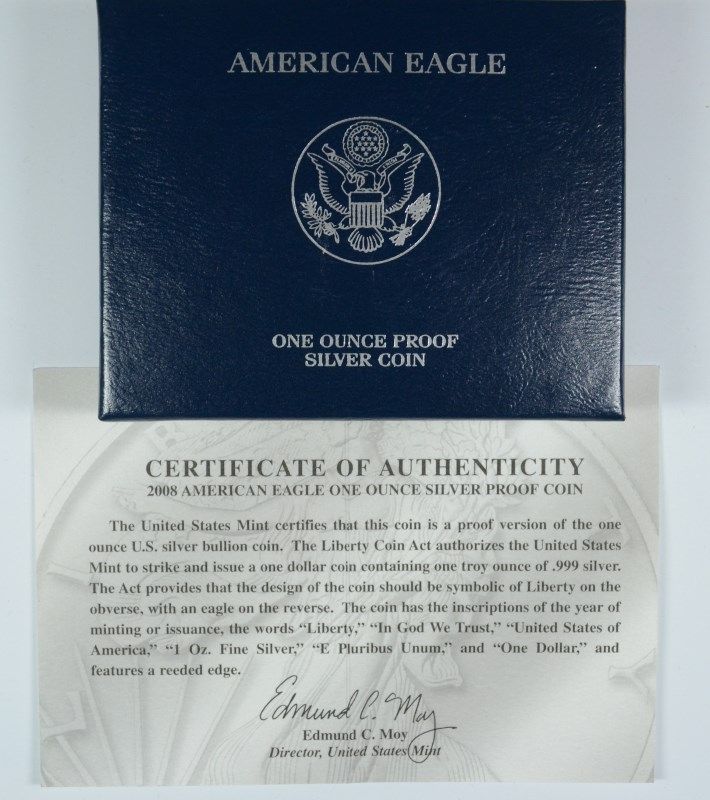 AMERICAN EAGLE
ONE OUNCE PROOF
SILVER COIN
CERTIFICATE OF AUTHENTICITY
2008 AMERICAN EAGLE ONE OUNCE SILVER PROOF COIN
The United States Mint certifies that this coin is a proof version of the one
ounce U.S. silver bullion coin. The Liberty Coin Act authorizes the United States
Mint to strike and issue a one dollar coin containing one troy ounce of .999 silver.
The Act provides that the design of the coin should be symbolic of Liberty on the
obverse, with an eagle on the reverse. The coin has the inscriptions of the year of
minting or issuance, the words “Liberty,” “In God We Trust,” “United States of
America,” “1 Oz. Fine Silver,” “E Pluribus Unum,” and “One Dollar,” and
features a reeded edge.
Edmund C. Moy
Edmund C. Moy
Director, United States Mint